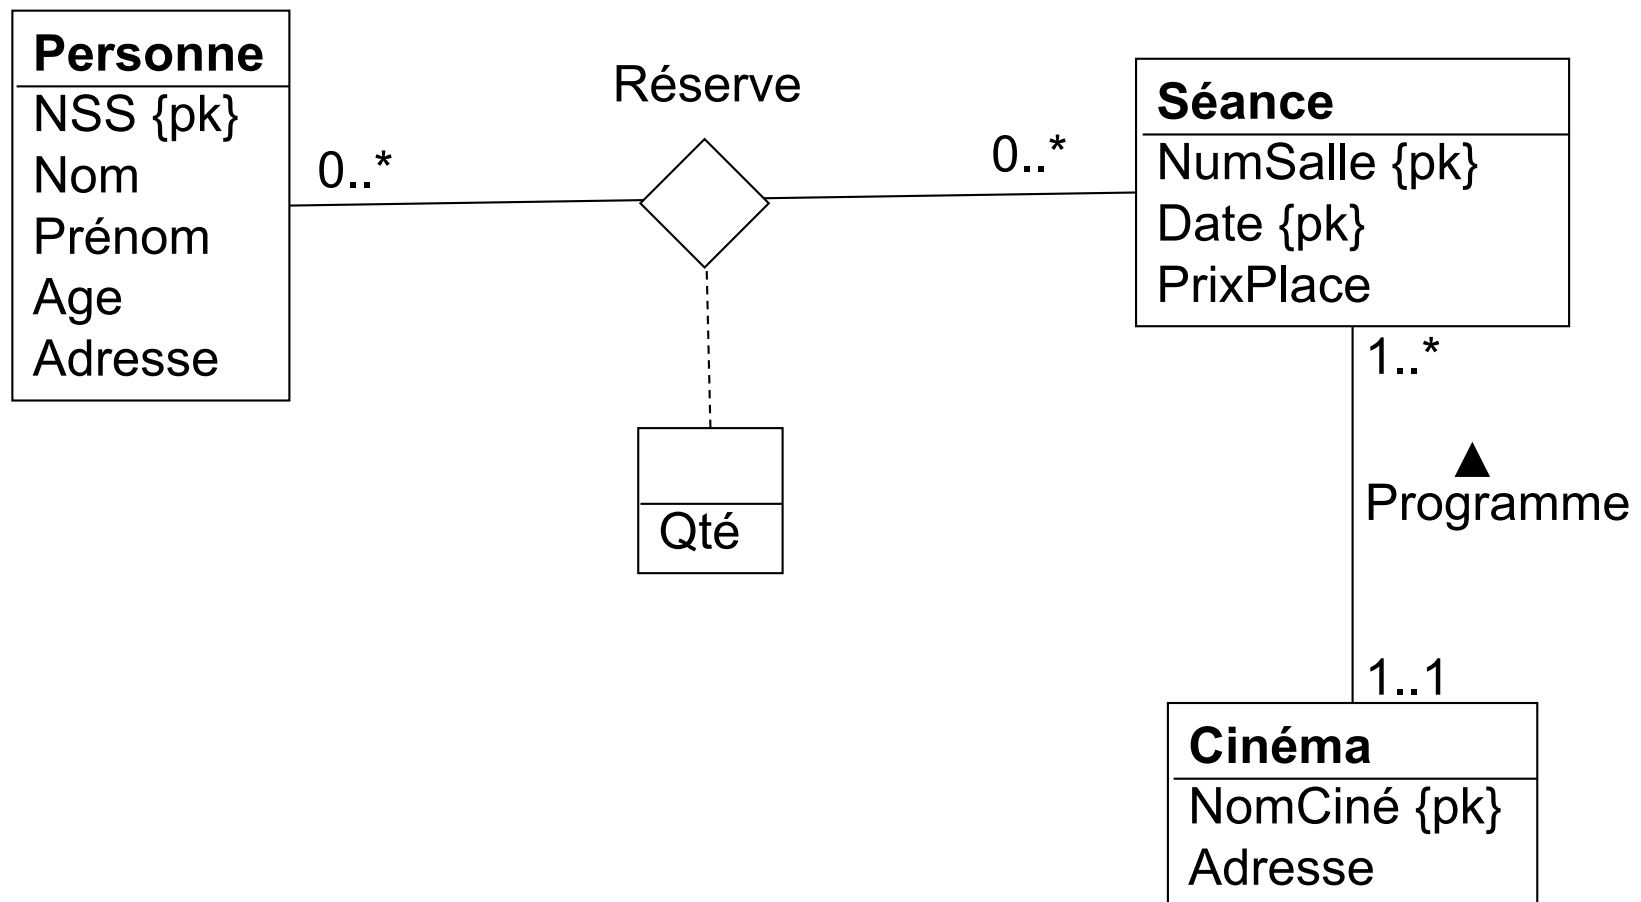 Personne
NSS {pk}
Nom
Prénom
Age
Adresse
0..*
Réserve
0..*
Séance
NumSalle {pk}
Date {pk}
PrixPlace
1..*
Programme
Qté
1..1
Cinéma
NomCiné {pk}
Adresse